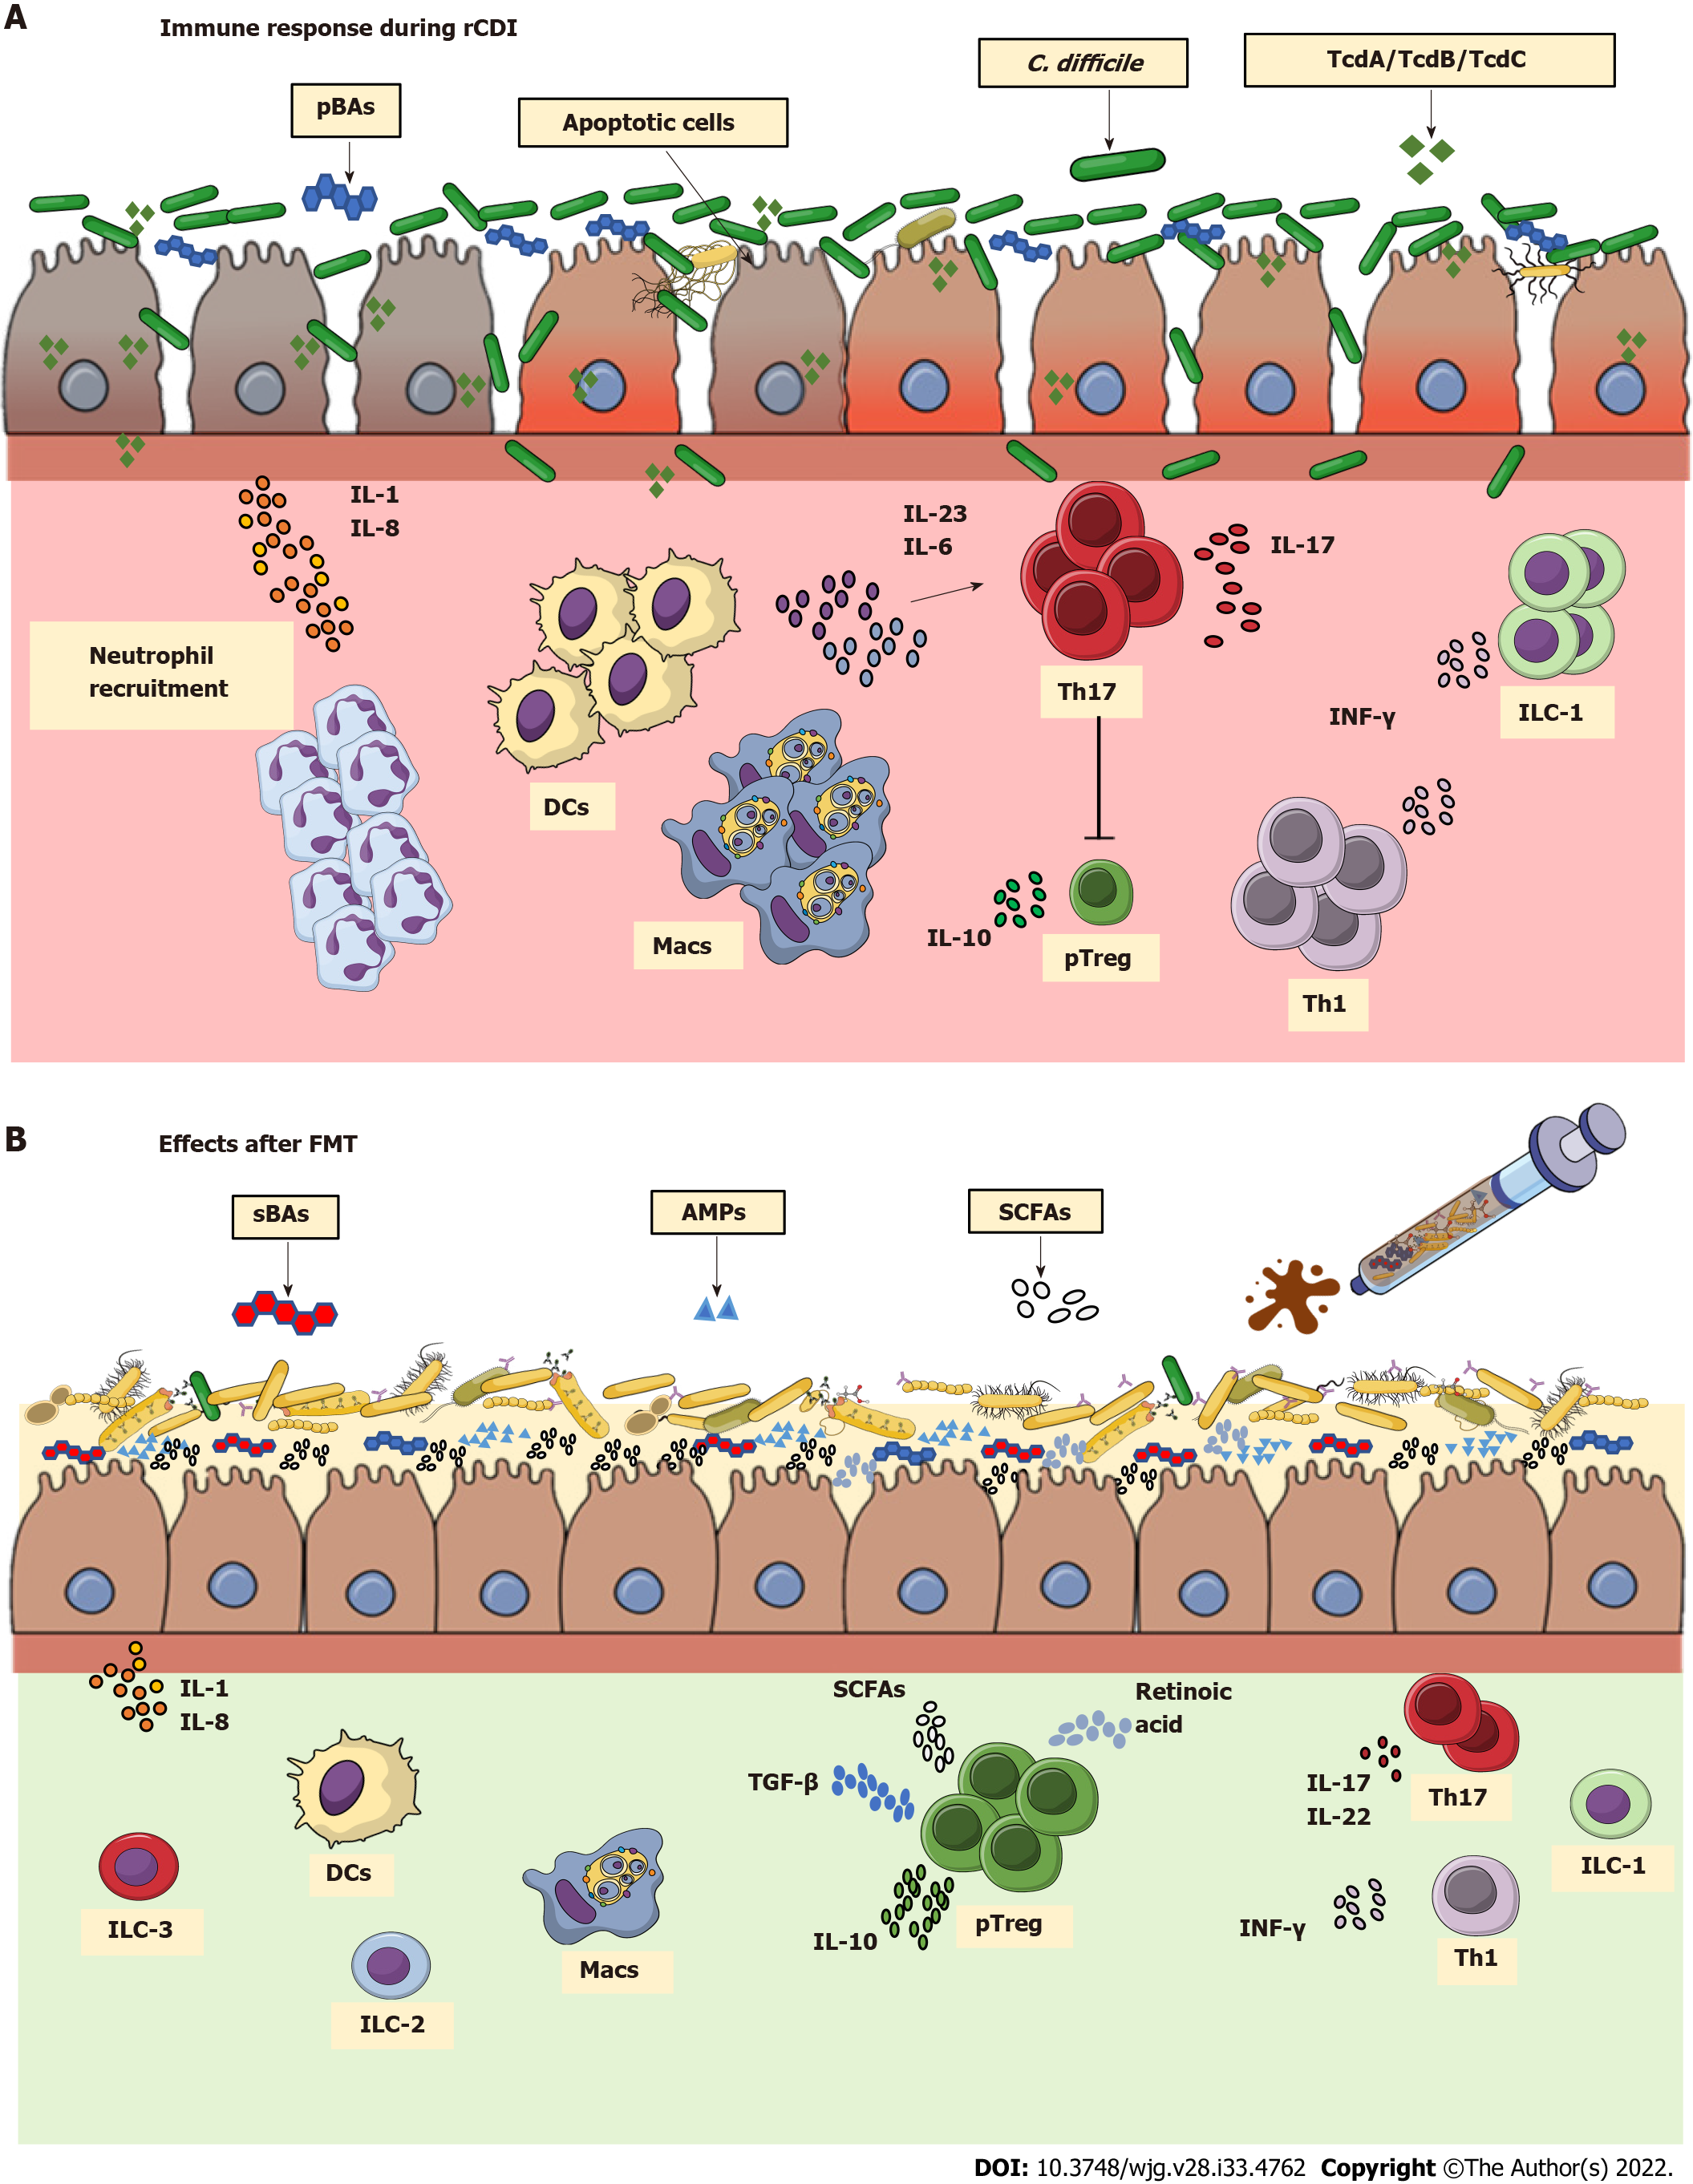 A
Immune response during rCDI
C. difficile
TcdA/TcdB/TcdC
pBAs
Apoptotic cells
IL-1
IL-8
IL-23
IL-6
IL-17
Neutrophil
recruitment
Th17
INF-γ
ILC-1
DCs
Macs
IL-10
pTreg
Th1
B
Effects after FMT
sBAs
AMPs
SCFAs
IL-1
IL-8
SCFAs
Retinoic
acid
TGF-β
IL-17
IL-22
Th17
ILC-1
DCs
ILC-3
ILC-2
Macs
IL-10
pTreg
INF-γ
Th1
DOI: 10.3748/wjg.v28.i33.4762 Copyright ©The Author(s) 2022.